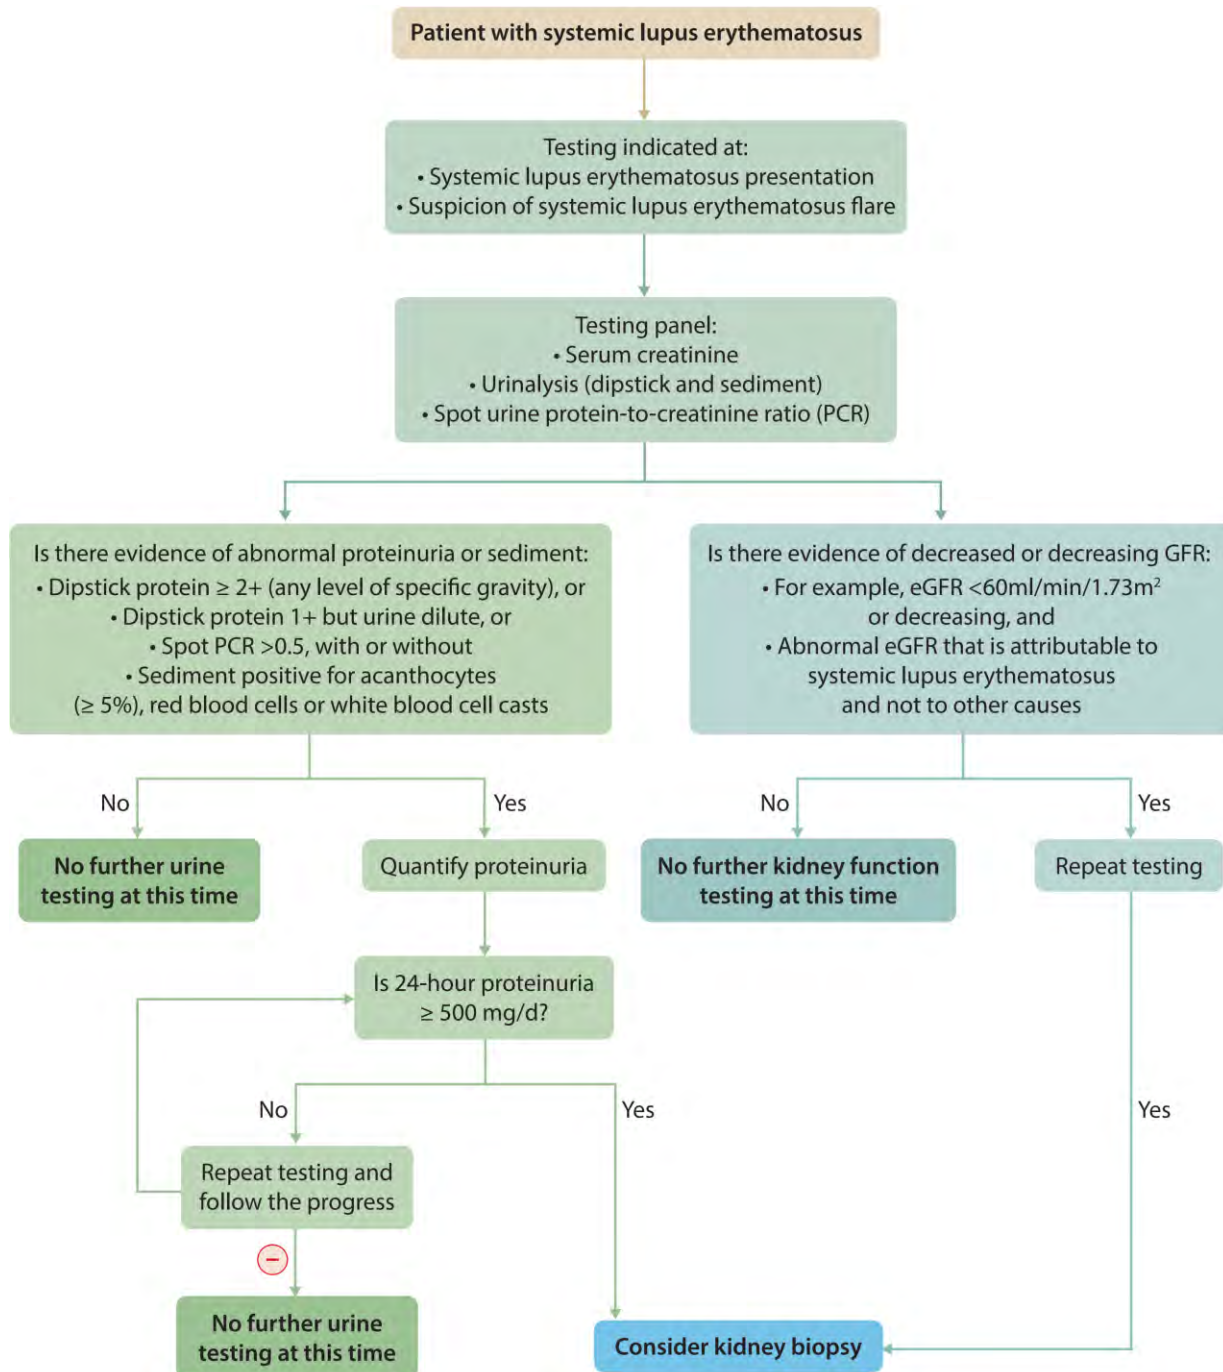 Patient with systemic lupus erythematosus
Testing indicated at:
• Systemic lupus erythematosus presentation
• Suspicion of systemic lupus erythematosus flare
Testing panel:
• Serum creatinine
• Urinalysis (dipstick and sediment)
• Spot urine protein-to-creatinine ratio (PCR)
Is there evidence of abnormal proteinuria or sediment:
• Dipstick protein ≥ 2+ (any level of specific gravity), or
• Dipstick protein 1+ but urine dilute, or
• Spot PCR >0.5, with or without
• Sediment positive for acanthocytes
(≥ 5%), red blood cells or white blood cell casts
Is there evidence of decreased or decreasing GFR:
• For example, eGFR <60ml/min/1.73m²
or decreasing, and
• Abnormal eGFR that is attributable to
systemic lupus erythematosus
and not to other causes
No
Yes
No
Yes
No further urine
testing at this time
Quantify proteinuria
No further kidney function
testing at this time
Repeat testing
Is 24-hour proteinuria
≥ 500 mg/d?
No
Yes
Yes
Repeat testing and
follow the progress
−
No further urine
testing at this time
Consider kidney biopsy